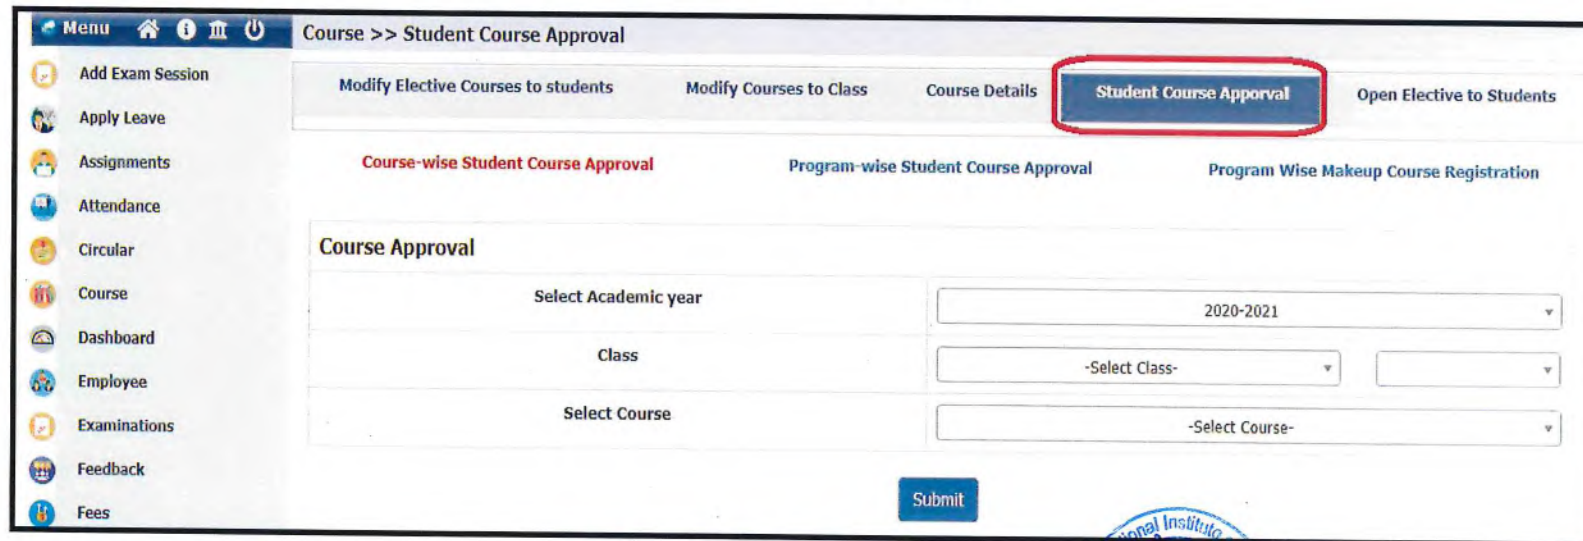 Menu
Course >> Student Course Approval
Add Exam Session
Apply Leave
Assignments
Attendance
Circular
Course
Dashboard
Employee
Examinations
Feedback
Fees
Modify Elective Courses to students Modify Courses to Class Course Details Student Course Apporval Open Elective to Students
Course-wise Student Course Approval Program-wise Student Course Approval Program Wise Makeup Course Registration
Course Approval
Select Academic year 2020-2021
Class -Select Class-
Select Course -Select Course-
Submit